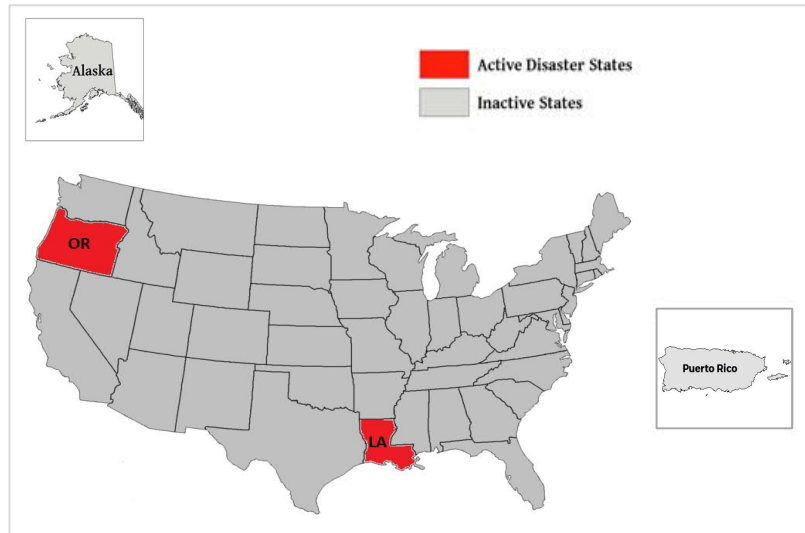 Alaska
Active Disaster States
Inactive States
OR
Puerto Rico
LA